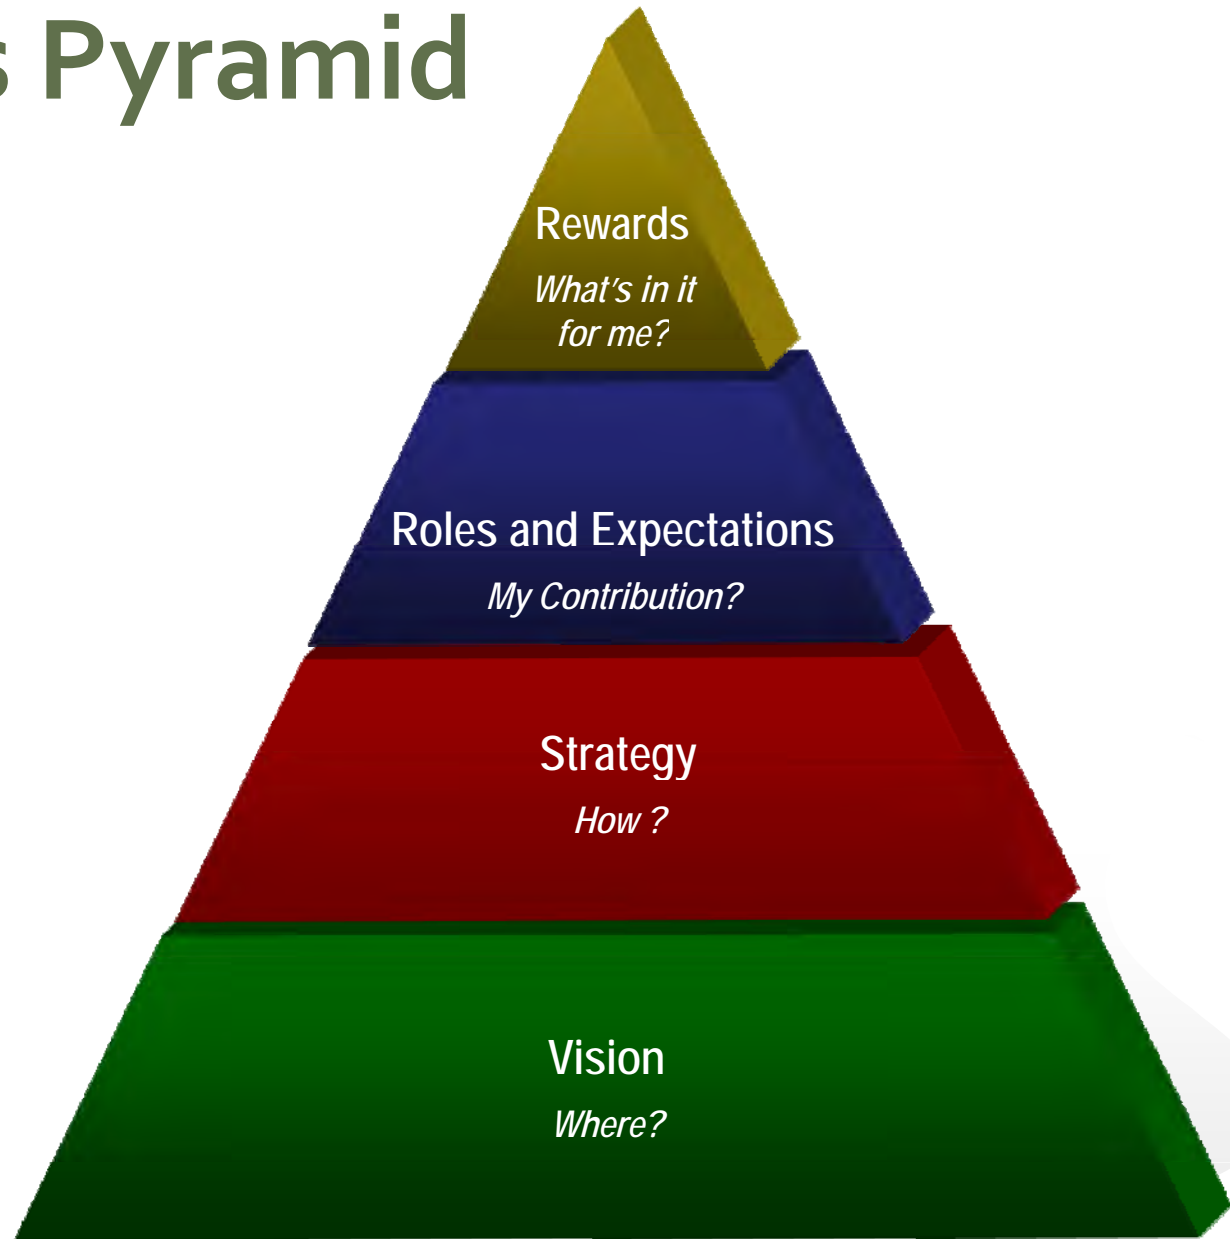 s Pyramid
Rewards
What's in it
for me?
Roles and Expectations
My Contribution?
Strategy
How ?
Vision
Where?